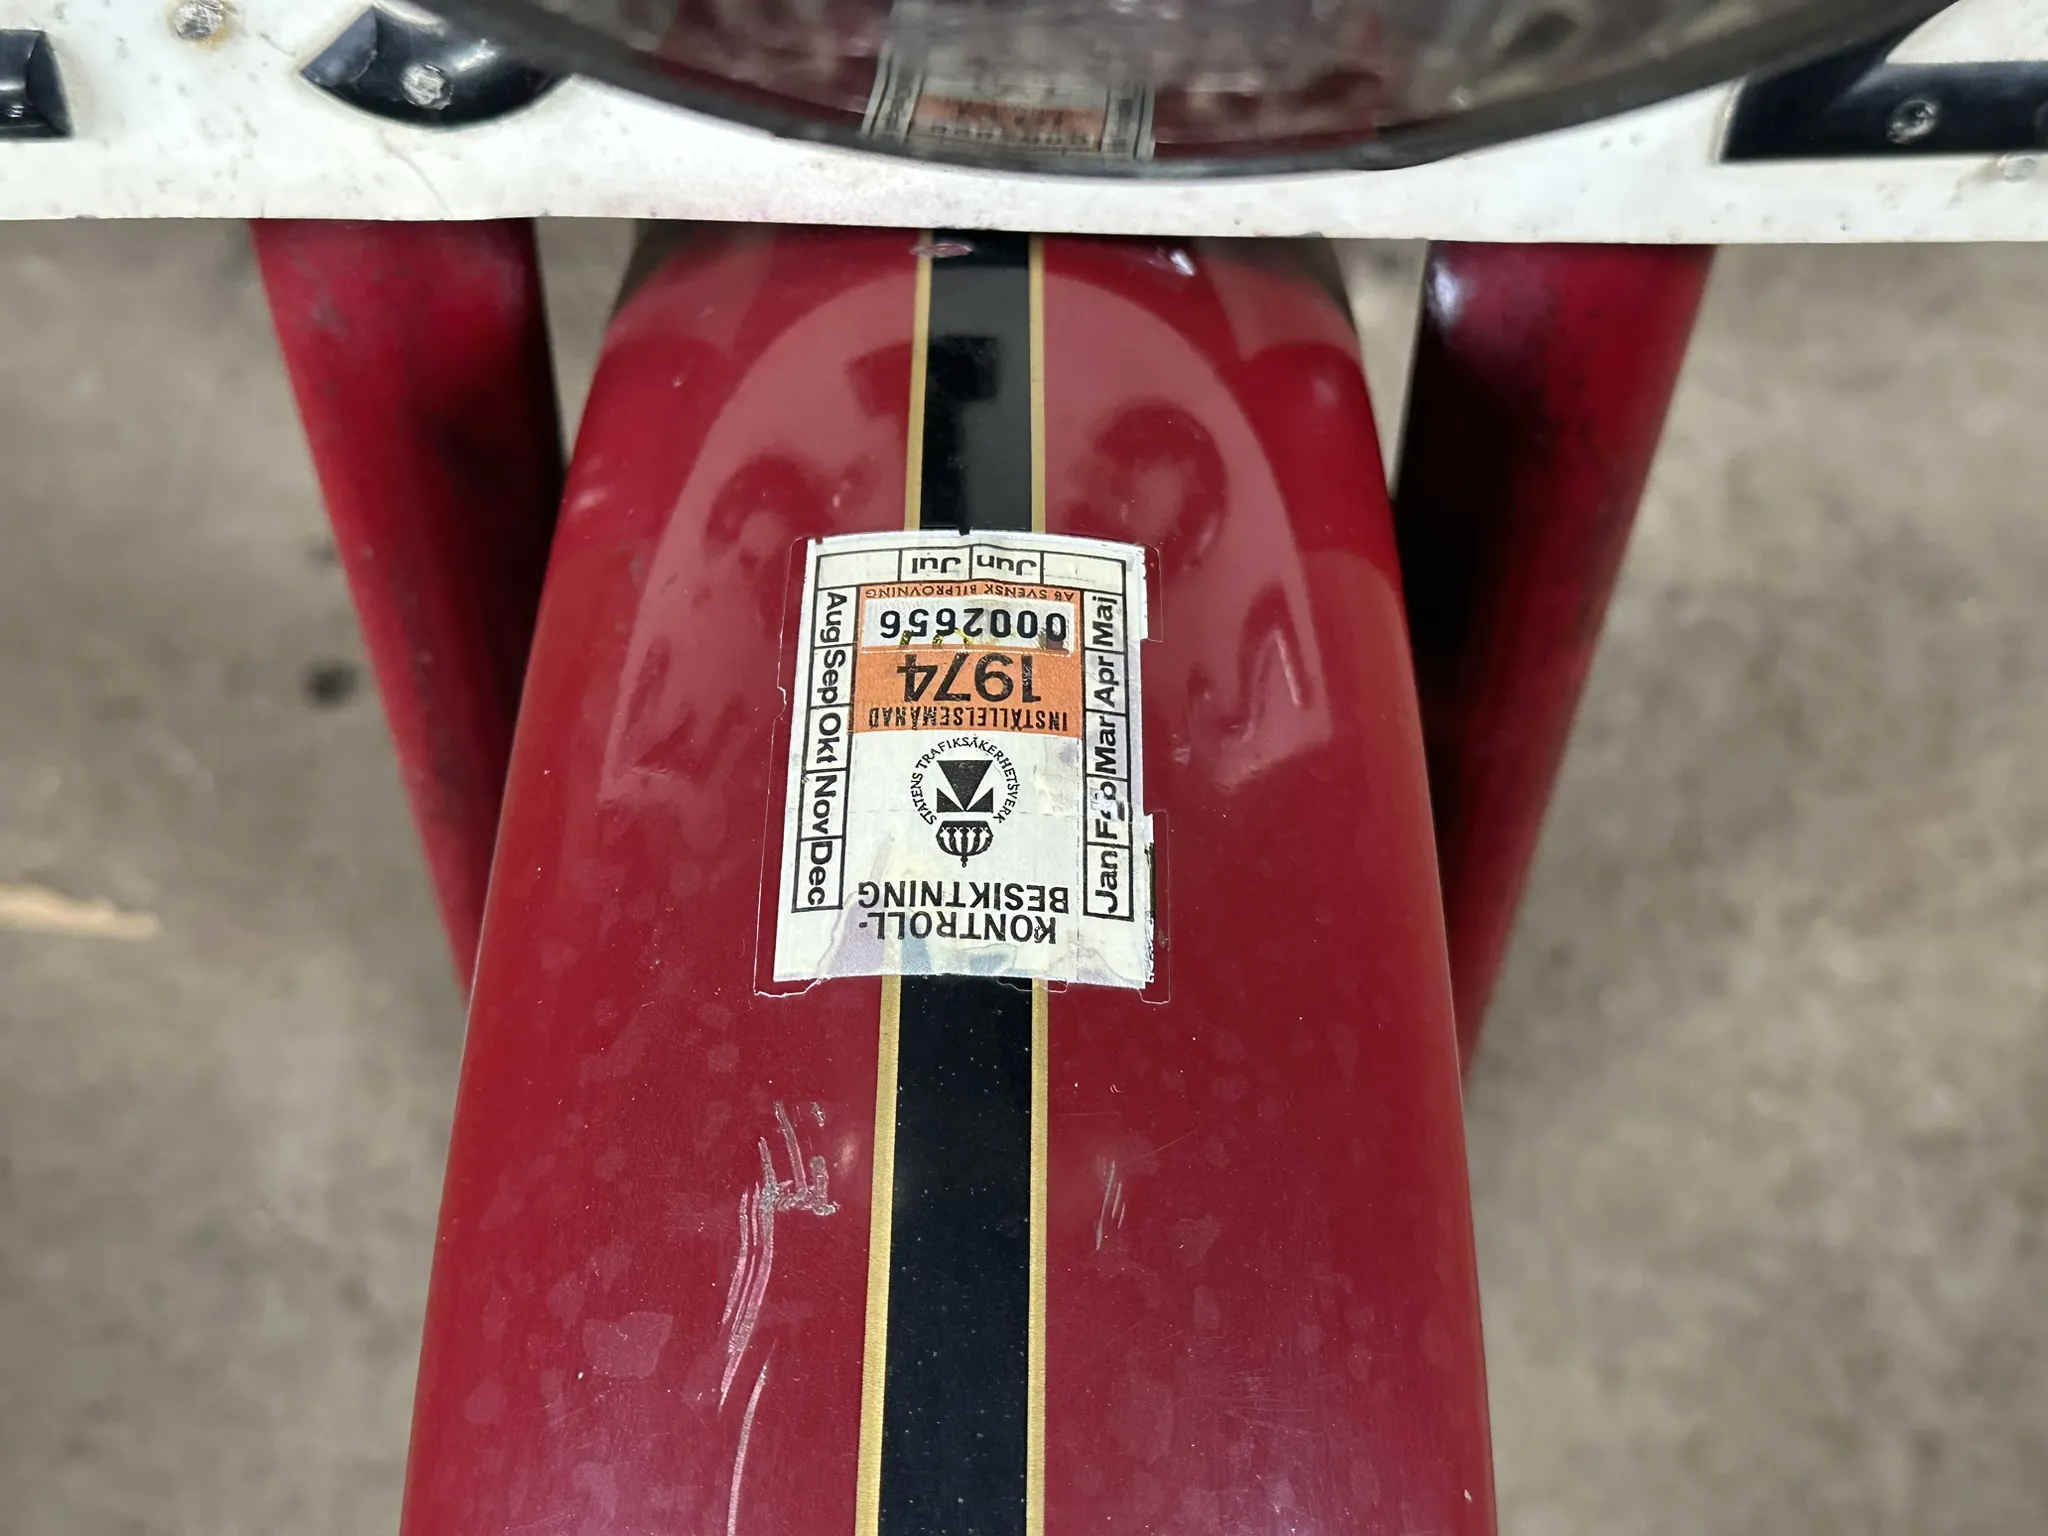 KONTROLL-
BESIKTNING
STATENS TRAFIKSÄKERHETSVERK
INSTÄLLELSEMÅNAD
1974
0002656
AB SVENSK BILPROVNING
Jan
Mar
Apr
Maj
Jun
Jul
Aug
Sep
Okt
Nov
Dec